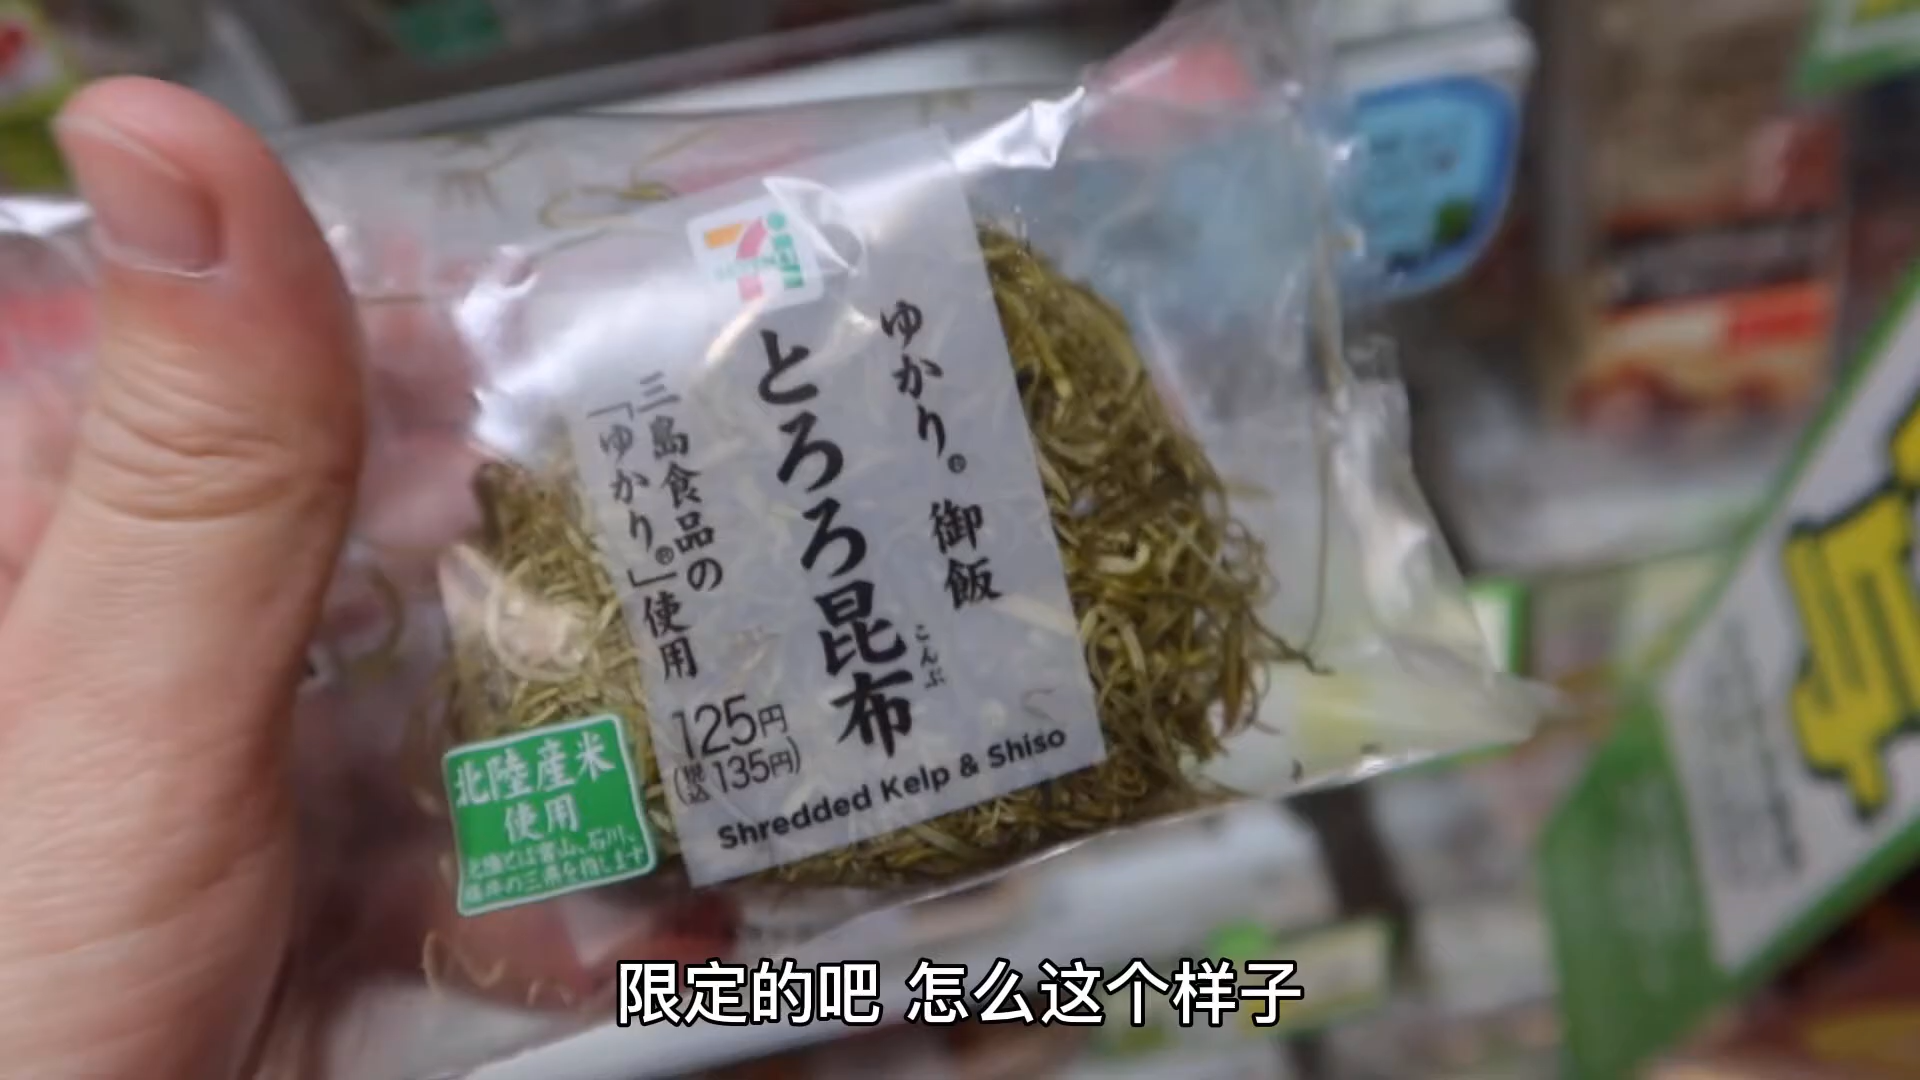 ゆかり®御飯
とろろ昆布
こんぶ
三島食品の
「ゆかり®」使用
125円
(税込135円)
Shredded Kelp & Shiso
北陸産米
使用
北陸とは富山、石川、
福井の三県を指します
限定的吧 怎么这个样子